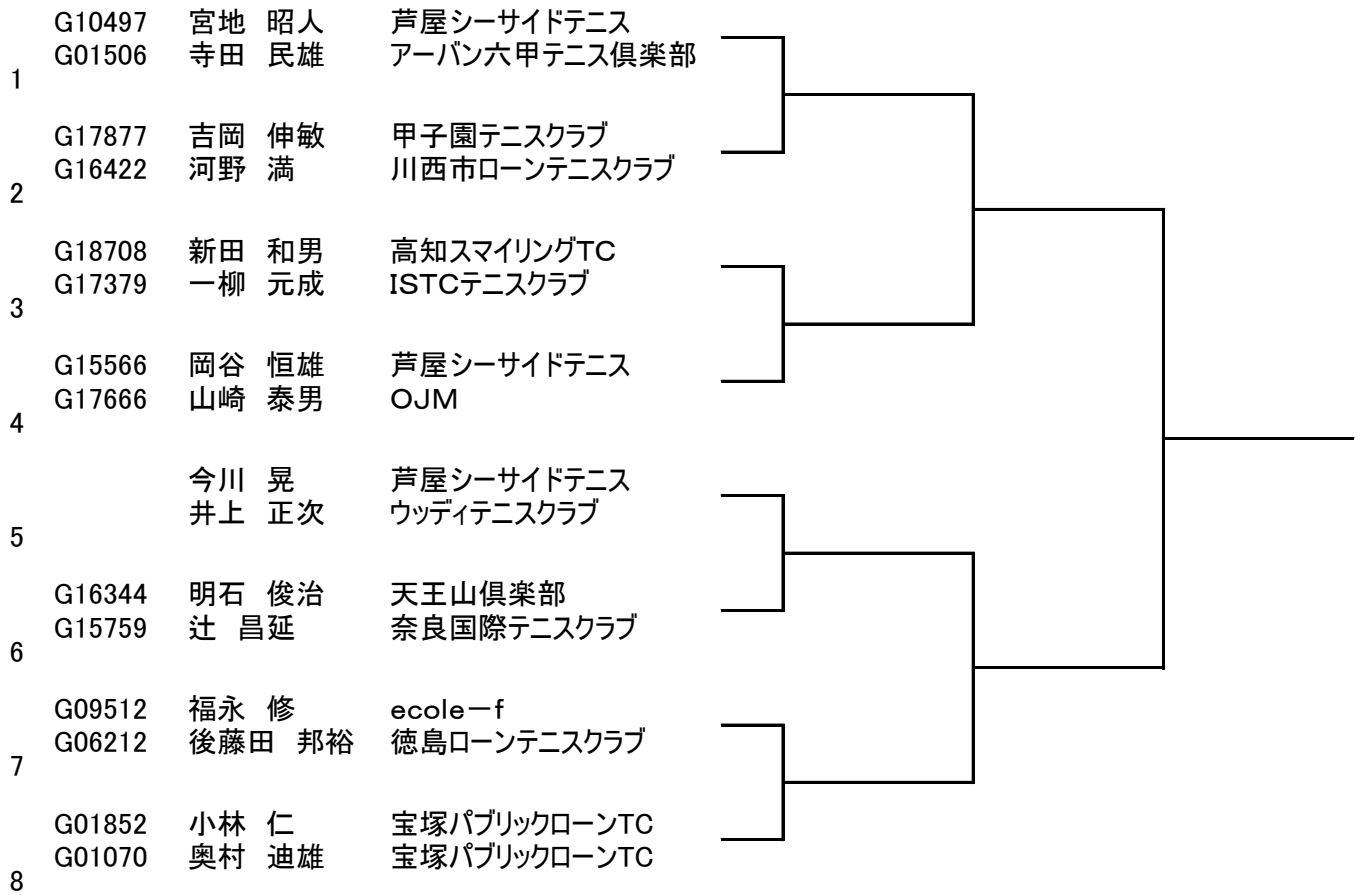 G10497 宮地 昭人 芦屋シーサイドテニス
G01506 寺田 民雄 アーバン六甲テニス倶楽部
1
G17877 吉岡 伸敏 甲子園テニスクラブ
G16422 河野 満 川西市ローンテニスクラブ
2
G18708 新田 和男 高知スマイリングTC
G17379 一柳 元成 ISTCテニスクラブ
3
G15566 岡谷 恒雄 芦屋シーサイドテニス
G17666 山崎 泰男 OJM
4
今川 晃 芦屋シーサイドテニス
井上 正次 ウッディテニスクラブ
5
G16344 明石 俊治 天王山倶楽部
G15759 辻 昌延 奈良国際テニスクラブ
6
G09512 福永 修 ecole－f
G06212 後藤田 邦裕 徳島ローンテニスクラブ
7
G01852 小林 仁 宝塚パブリックローンTC
G01070 奥村 迪雄 宝塚パブリックローンTC
8